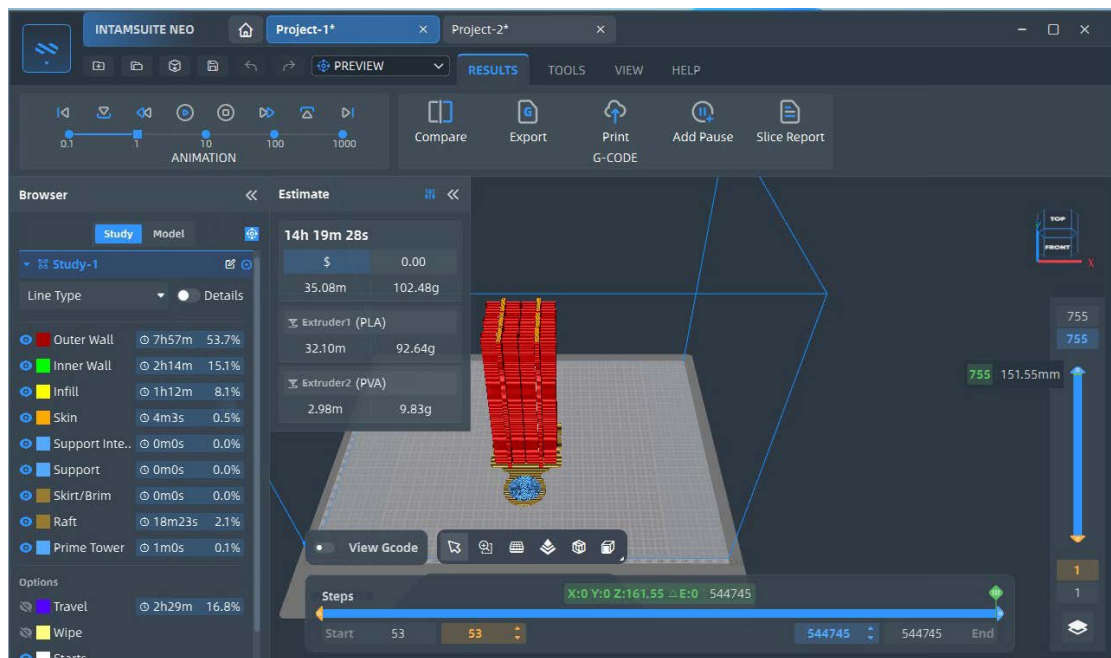 INTAMSUITE NEO
Project-1*
Project-2*
PREVIEW
RESULTS
TOOLS
VIEW
HELP
0.1
1
10
100
1000
ANIMATION
Compare
Export
Print
Add Pause
Slice Report
G-CODE
Browser
Study
Model
Study-1
Line Type
Details
Outer Wall 7h57m 53.7%
Inner Wall 2h14m 15.1%
Infill 1h12m 8.1%
Skin 4m3s 0.5%
Support Inte.. 0m0s 0.0%
Support 0m0s 0.0%
Skirt/Brim 0m0s 0.0%
Raft 18m23s 2.1%
Prime Tower 1m0s 0.1%
Options
Travel 2h29m 16.8%
Wipe
Starts
Estimate
14h 19m 28s
$ 0.00
35.08m 102.48g
Extruder1 (PLA)
32.10m 92.64g
Extruder2 (PVA)
2.98m 9.83g
TOP
FRONT
X
Y
755
755
755 151.55mm
1
1
View Gcode
Steps
X:0 Y:0 Z:161.55 △E:0 544745
Start 53 53 544745 544745 End